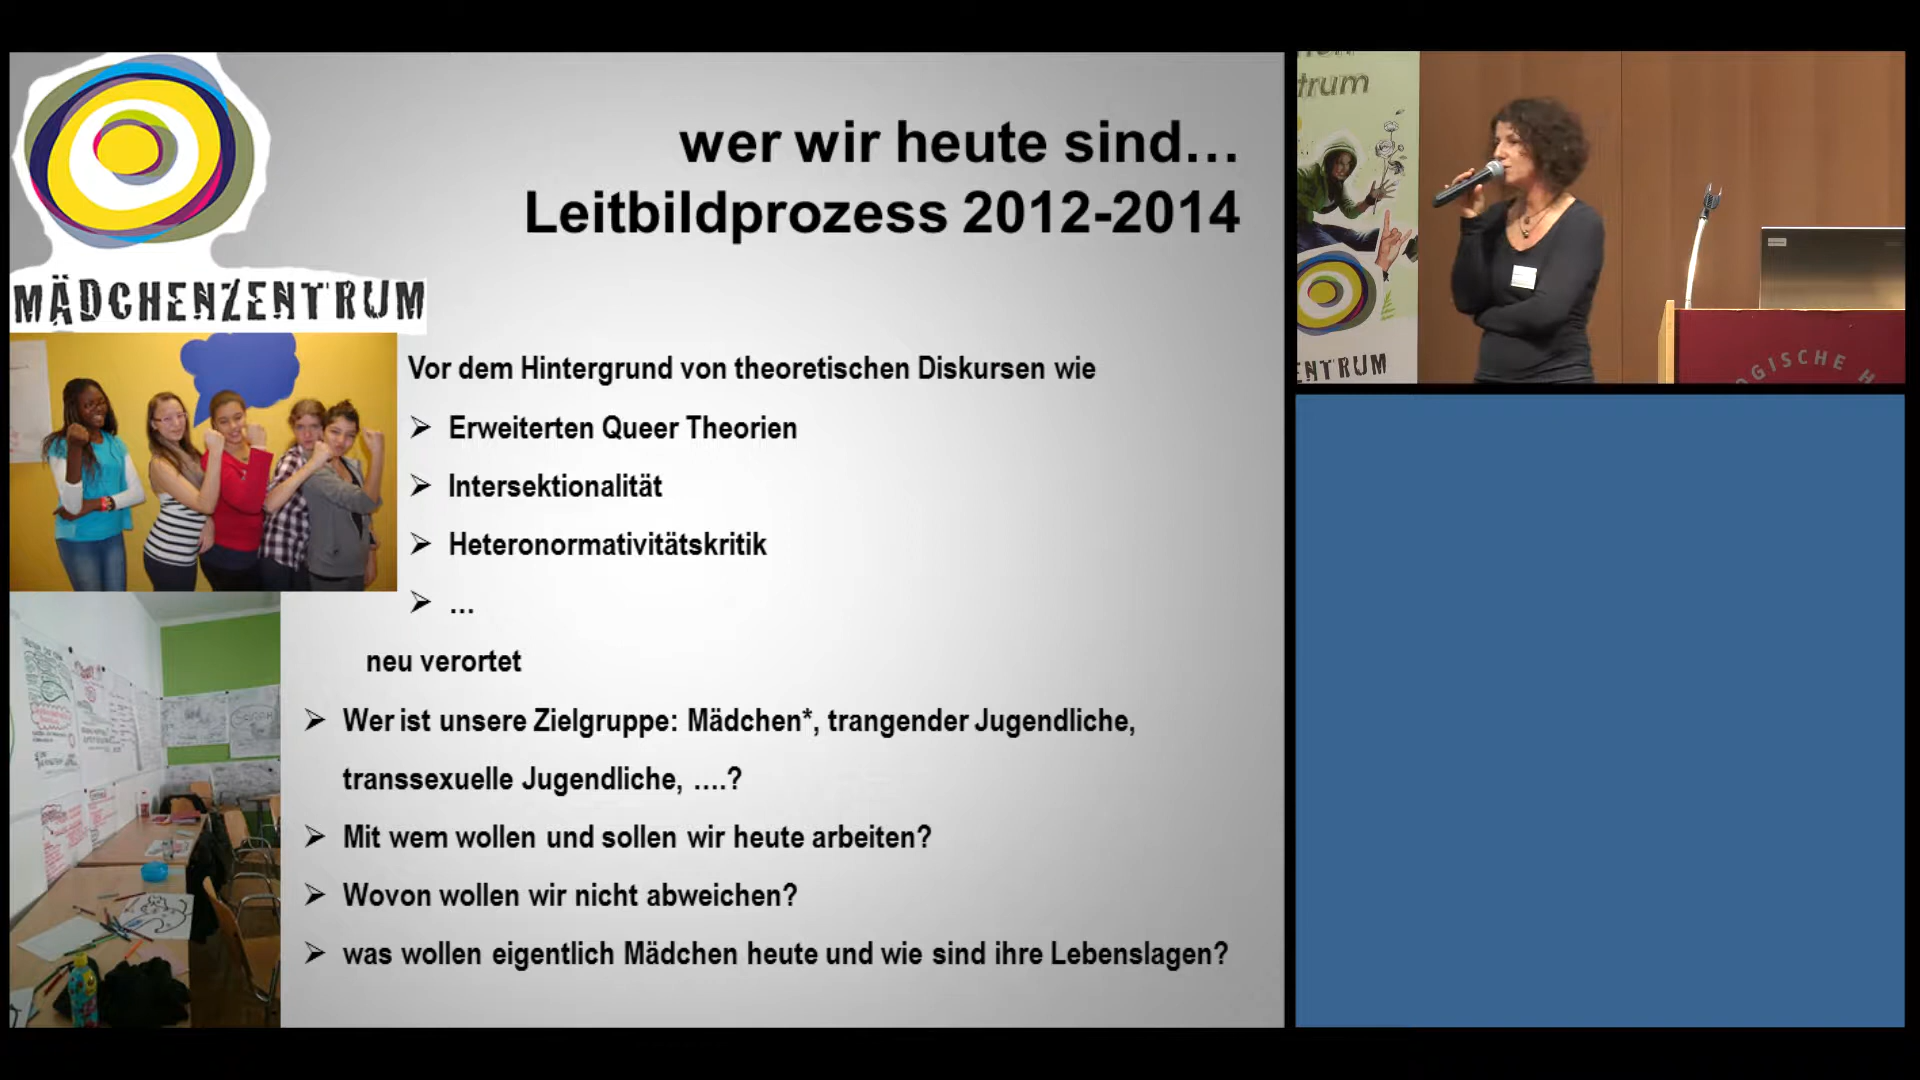 wer wir heute sind...
Leitbildprozess 2012-2014
MÄDCHENZENTRUM
Vor dem Hintergrund von theoretischen Diskursen wie
➢ Erweiterten Queer Theorien
➢ Intersektionalität
➢ Heteronormativitätskritik
➢ ...
neu verortet
➢ Wer ist unsere Zielgruppe: Mädchen*, trangender Jugendliche,
transsexuelle Jugendliche, ....?
➢ Mit wem wollen und sollen wir heute arbeiten?
➢ Wovon wollen wir nicht abweichen?
➢ was wollen eigentlich Mädchen heute und wie sind ihre Lebenslagen?
trum
ENTRUM
OGISCHE H